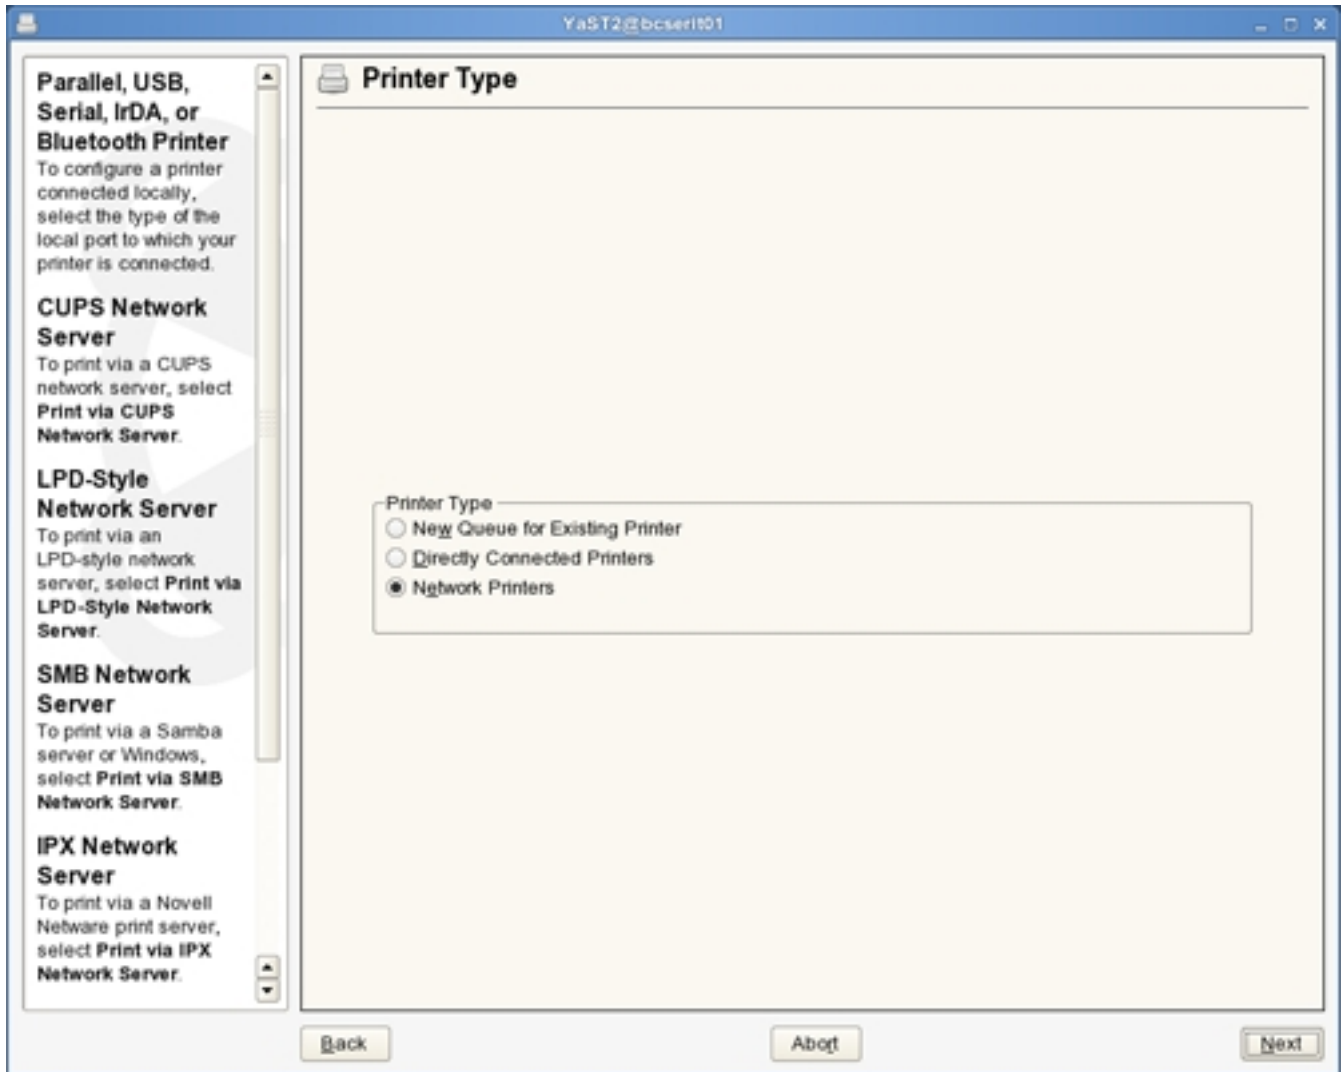 YaST2@bcserit01
Parallel, USB,
Serial, IrDA, or
Bluetooth Printer
To configure a printer
connected locally,
select the type of the
local port to which your
printer is connected.
CUPS Network
Server
To print via a CUPS
network server, select
Print via CUPS
Network Server.
LPD-Style
Network Server
To print via an
LPD-style network
server, select Print via
LPD-Style Network
Server.
SMB Network
Server
To print via a Samba
server or Windows,
select Print via SMB
Network Server.
IPX Network
Server
To print via a Novell
Netware print server,
select Print via IPX
Network Server.
Printer Type
Printer Type
New Queue for Existing Printer
Directly Connected Printers
Network Printers
Back
Abort
Next